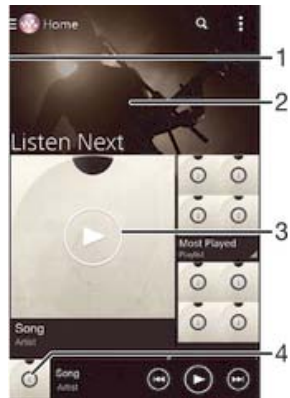 Home
1
2
Listen Next
3
Most Played
Playlist
Song
Artist
4
Song
Artist